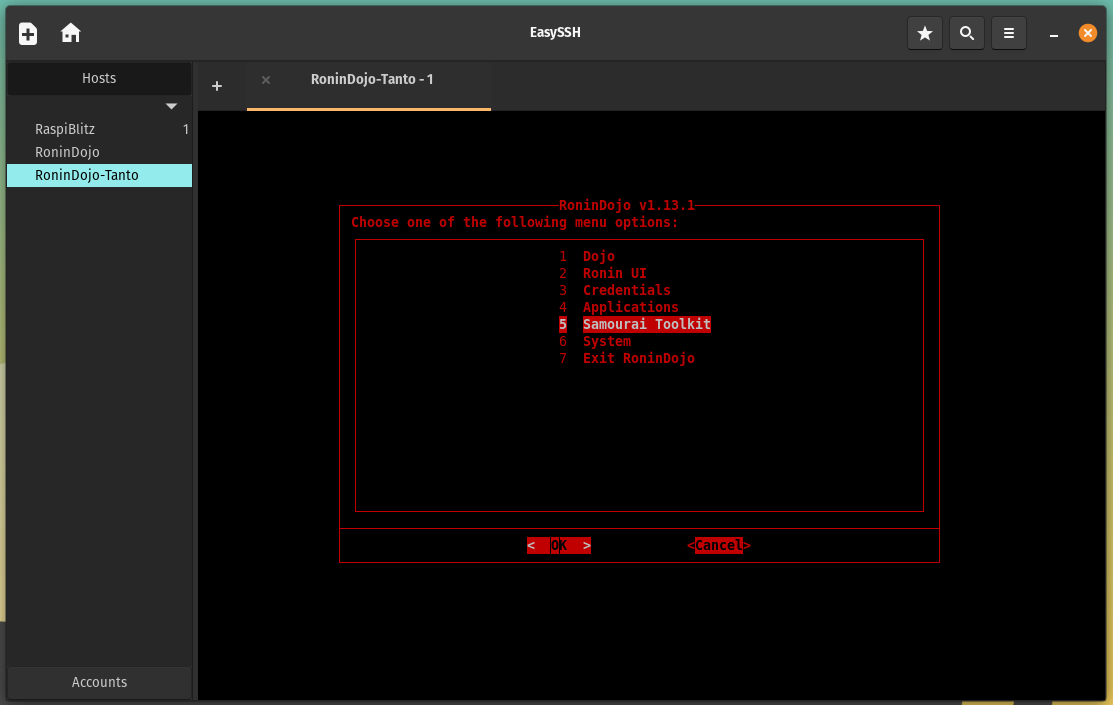 EasySSH
Hosts
RaspiBlitz 1
RoninDojo
RoninDojo-Tanto
Accounts
+
× RoninDojo-Tanto - 1
RoninDojo v1.13.1
Choose one of the following menu options:
1 Dojo
2 Ronin UI
3 Credentials
4 Applications
5 Samourai Toolkit
6 System
7 Exit RoninDojo
< OK > <Cancel>